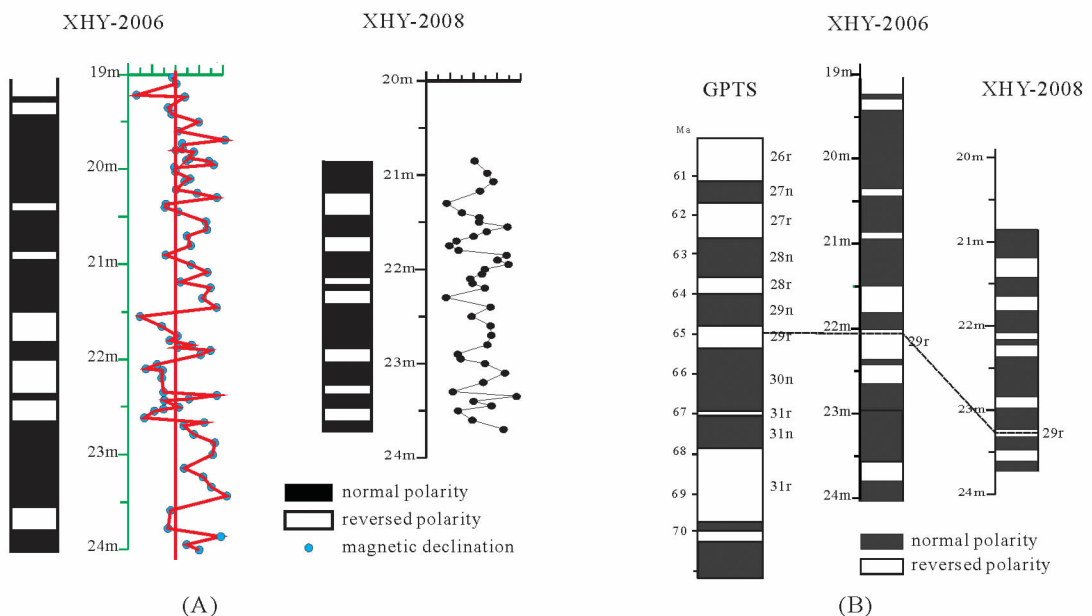 XHY-2006
XHY-2008
19m
20m
21m
22m
23m
24m
20m
21m
22m
23m
24m
normal polarity
reversed polarity
magnetic declination
(A)
XHY-2006
GPTS
XHY-2008
Ma
61
62
63
64
65
66
67
68
69
70
26r
27n
27r
28n
28r
29n
29r
30n
31r
31n
31r
19m
20m
21m
22m
23m
24m
29r
20m
21m
22m
23m
24m
29r
normal polarity
reversed polarity
(B)